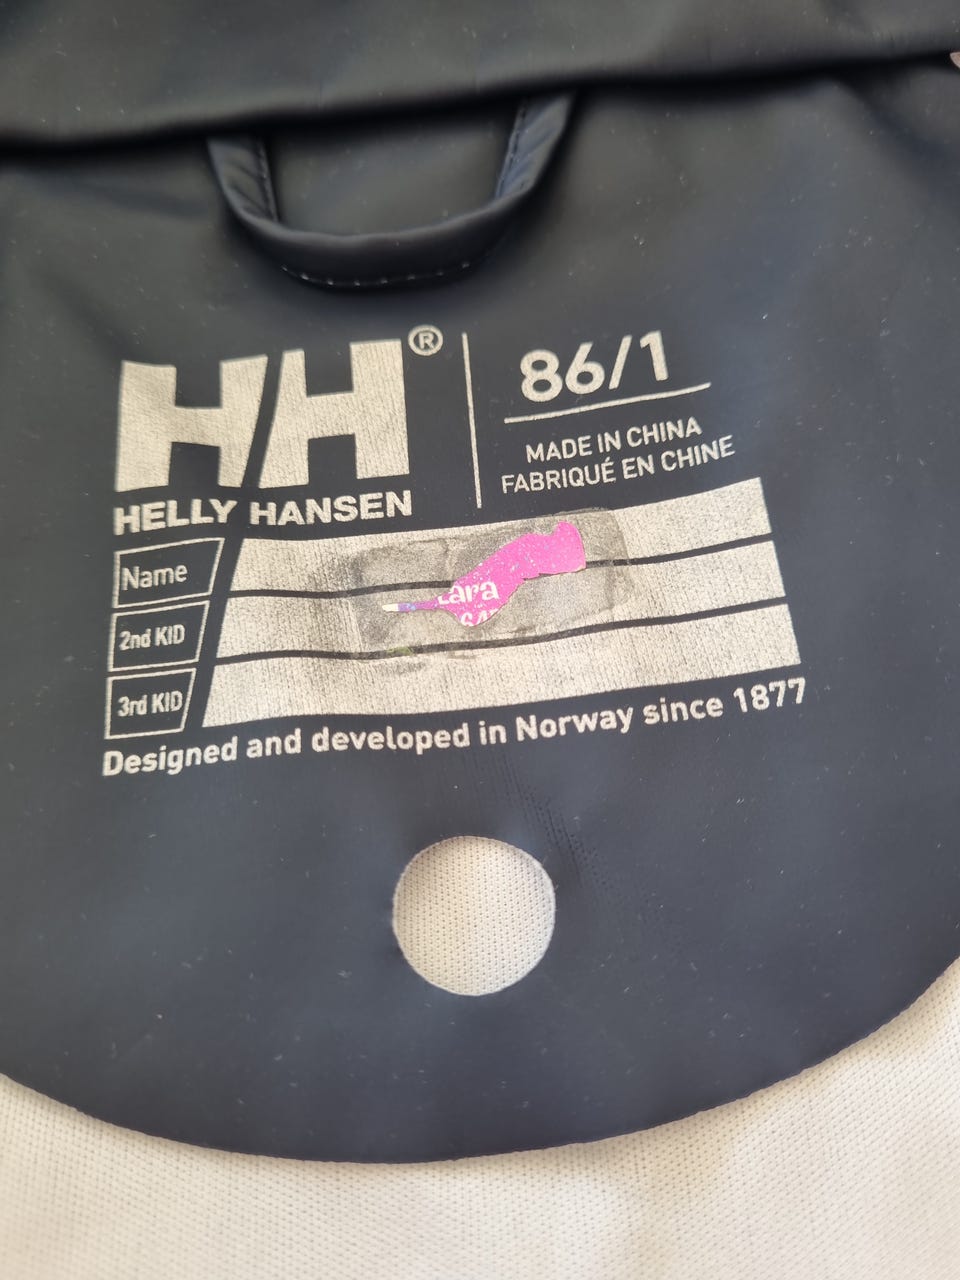 HH®
HELLY HANSEN
86/1
MADE IN CHINA
FABRIQUÉ EN CHINE
Name
2nd KID
3rd KID
Designed and developed in Norway since 1877